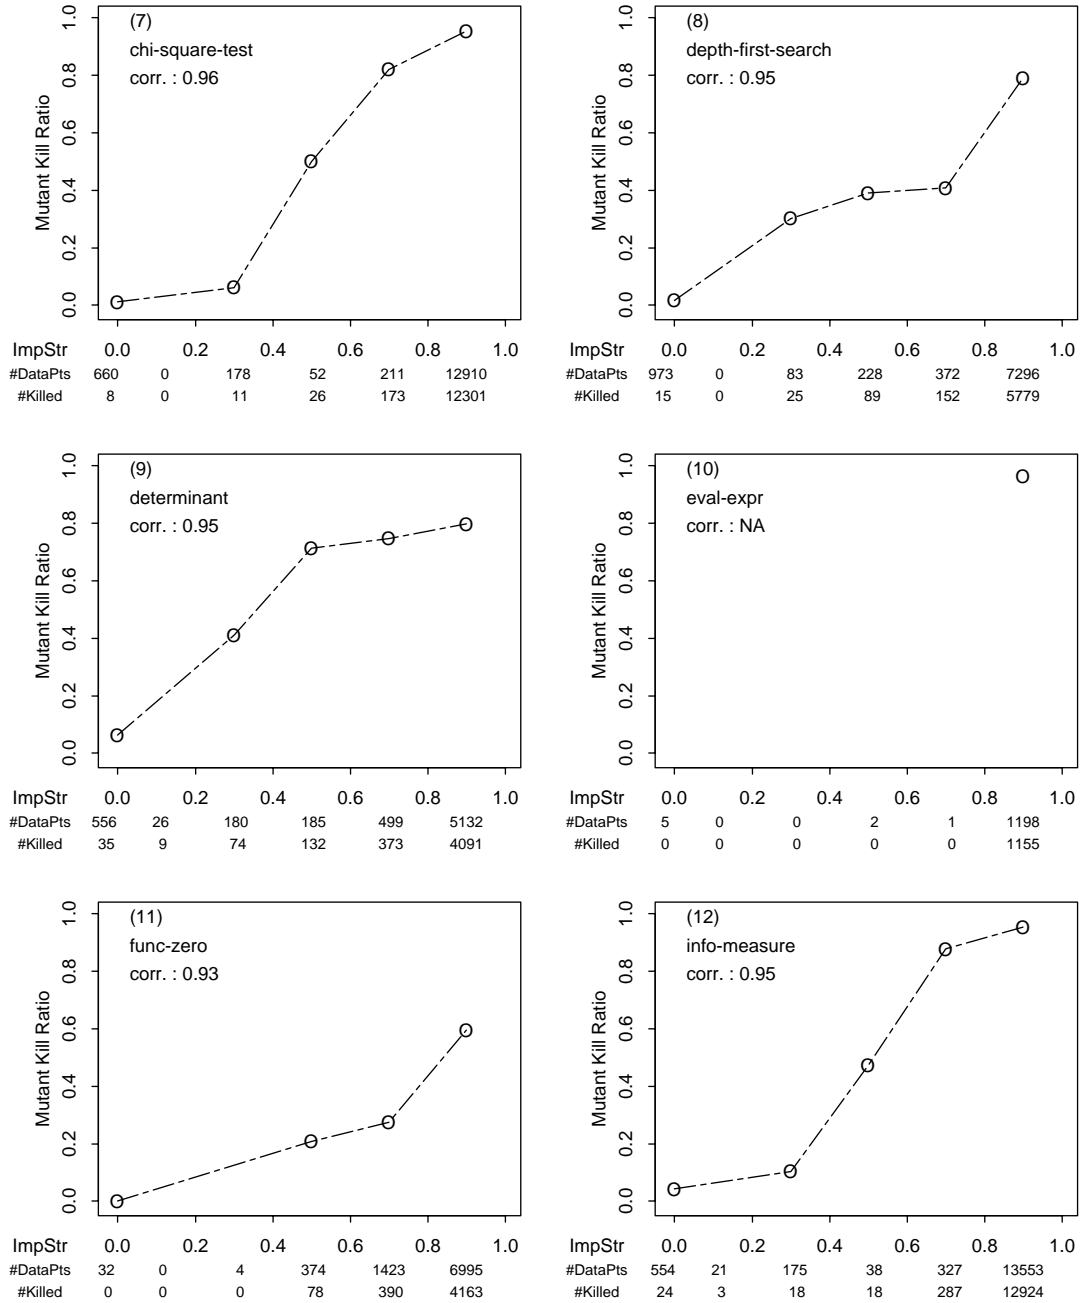 (7)
chi-square-test
corr. : 0.96
Mutant Kill Ratio
1.0
0.8
0.6
0.4
0.2
0.0
ImpStr 0.0 0.2 0.4 0.6 0.8 1.0
#DataPts 660 0 178 52 211 12910
#Killed 8 0 11 26 173 12301
(8)
depth-first-search
corr. : 0.95
Mutant Kill Ratio
1.0
0.8
0.6
0.4
0.2
0.0
ImpStr 0.0 0.2 0.4 0.6 0.8 1.0
#DataPts 973 0 83 228 372 7296
#Killed 15 0 25 89 152 5779
(9)
determinant
corr. : 0.95
Mutant Kill Ratio
1.0
0.8
0.6
0.4
0.2
0.0
ImpStr 0.0 0.2 0.4 0.6 0.8 1.0
#DataPts 556 26 180 185 499 5132
#Killed 35 9 74 132 373 4091
(10)
eval-expr
corr. : NA
Mutant Kill Ratio
1.0
0.8
0.6
0.4
0.2
0.0
ImpStr 0.0 0.2 0.4 0.6 0.8 1.0
#DataPts 5 0 0 2 1 1198
#Killed 0 0 0 0 0 1155
(11)
func-zero
corr. : 0.93
Mutant Kill Ratio
1.0
0.8
0.6
0.4
0.2
0.0
ImpStr 0.0 0.2 0.4 0.6 0.8 1.0
#DataPts 32 0 4 374 1423 6995
#Killed 0 0 0 78 390 4163
(12)
info-measure
corr. : 0.95
Mutant Kill Ratio
1.0
0.8
0.6
0.4
0.2
0.0
ImpStr 0.0 0.2 0.4 0.6 0.8 1.0
#DataPts 554 21 175 38 327 13553
#Killed 24 3 18 18 287 12924